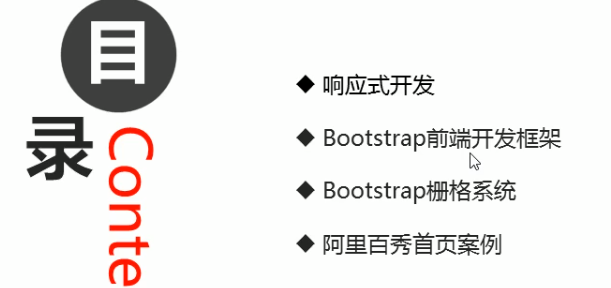 目录
Conte
◆ 响应式开发
◆ Bootstrap前端开发框架
◆ Bootstrap栅格系统
◆ 阿里百秀首页案例